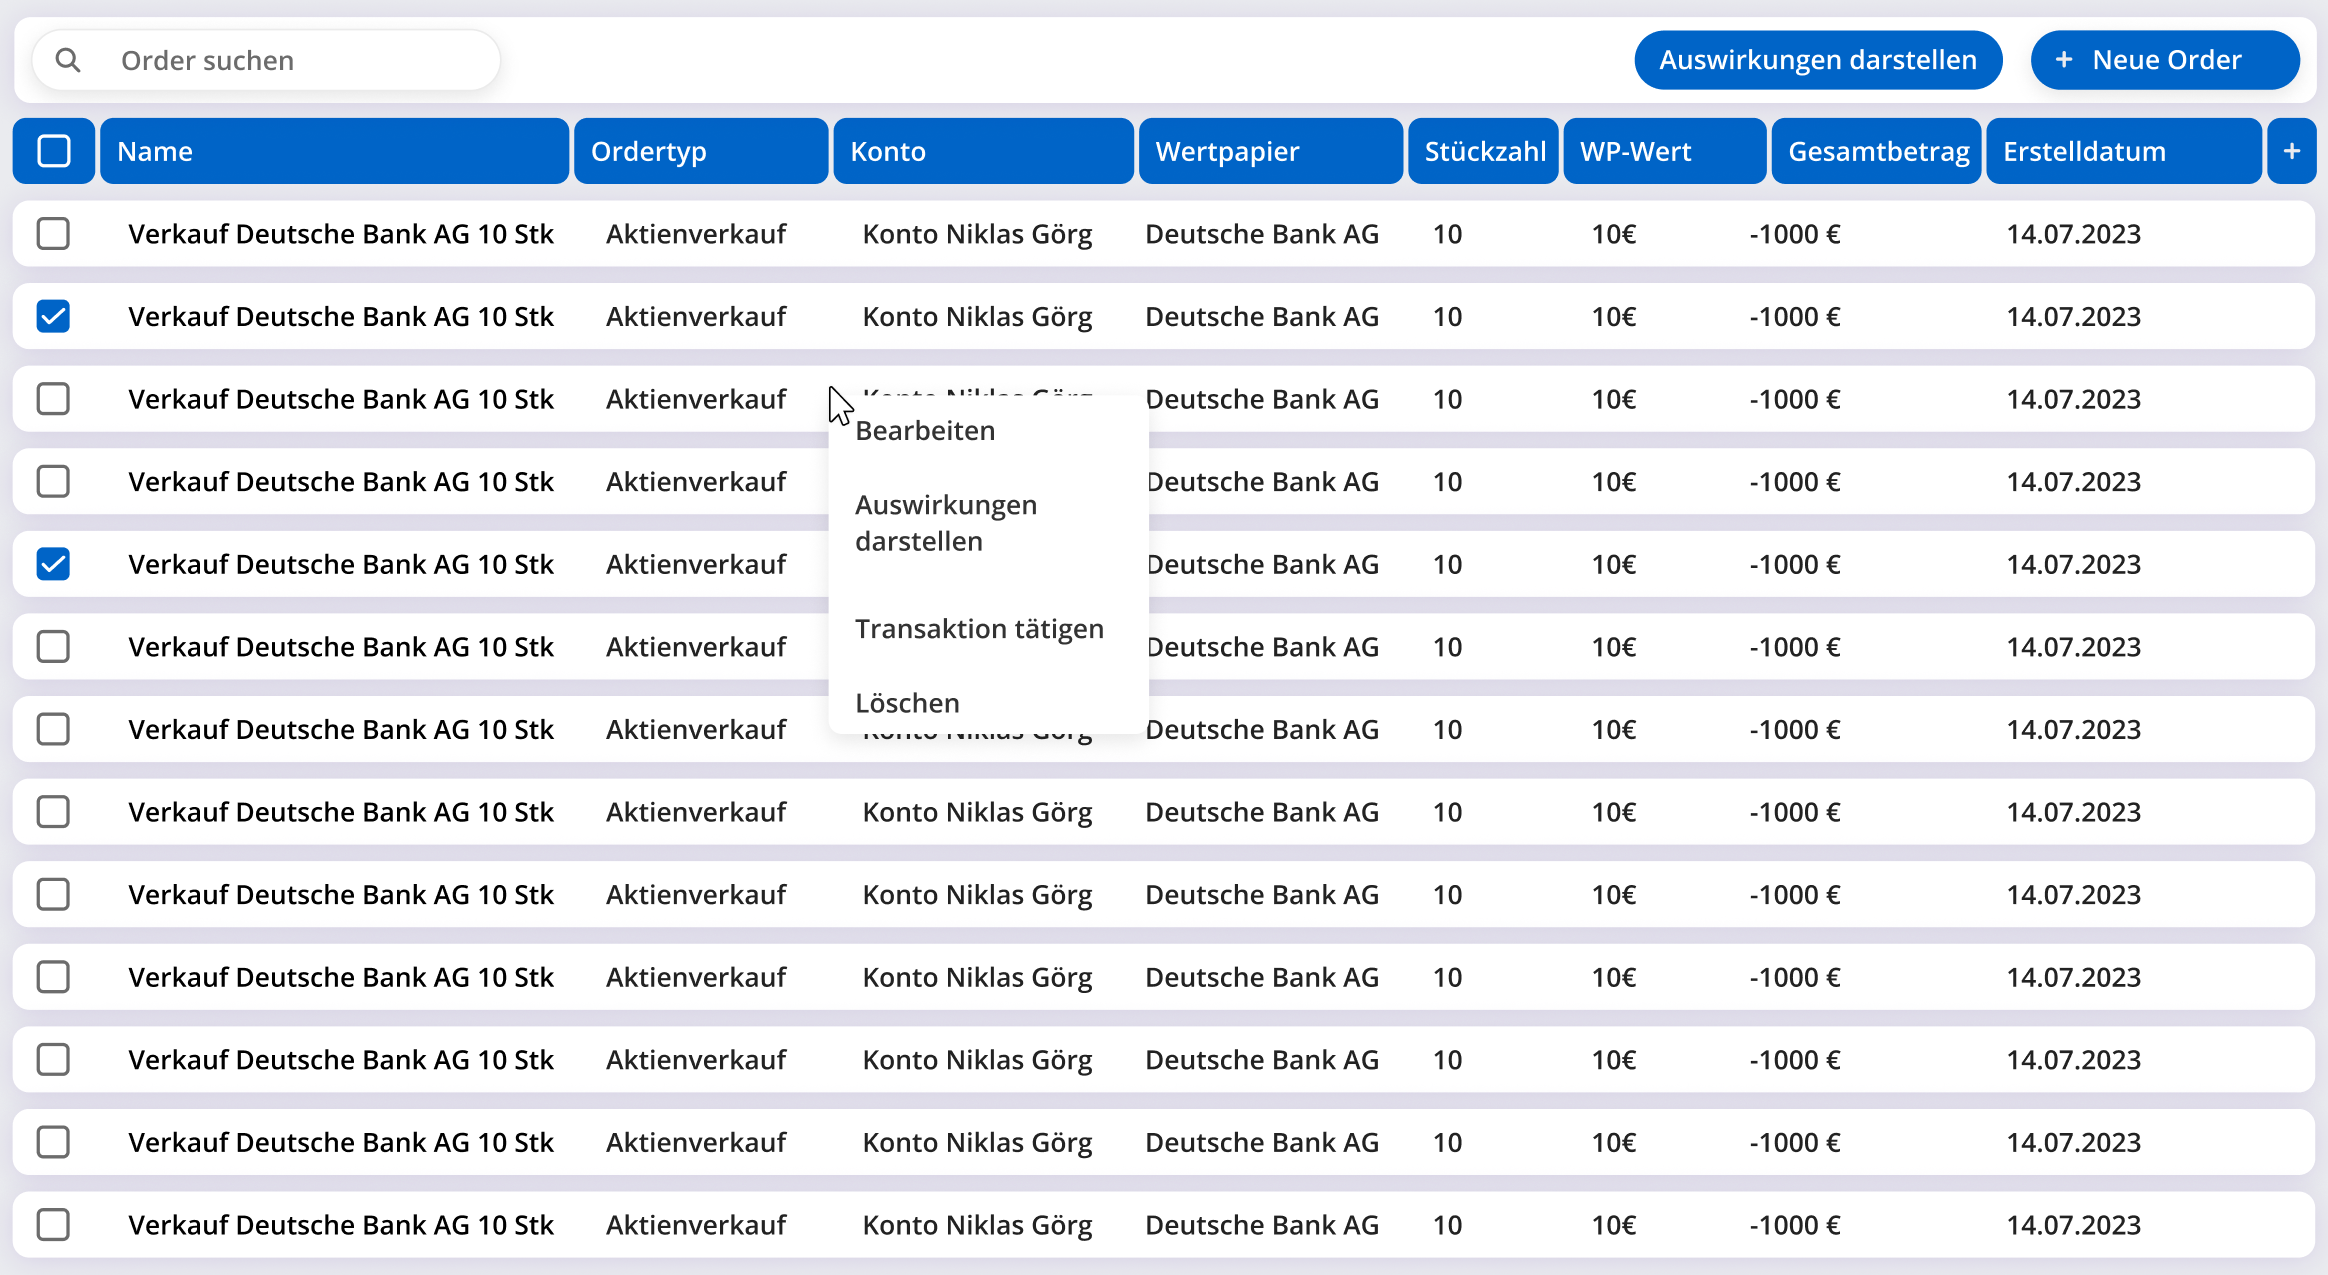 Order suchen Auswirkungen darstellen + Neue Order
Name Ordertyp Konto Wertpapier Stückzahl WP-Wert Gesamtbetrag Erstelldatum +
Verkauf Deutsche Bank AG 10 Stk Aktienverkauf Konto Niklas Görg Deutsche Bank AG 10 10€ -1000 € 14.07.2023
Verkauf Deutsche Bank AG 10 Stk Aktienverkauf Konto Niklas Görg Deutsche Bank AG 10 10€ -1000 € 14.07.2023
Verkauf Deutsche Bank AG 10 Stk Aktienverkauf Konto Niklas Görg Deutsche Bank AG 10 10€ -1000 € 14.07.2023
Bearbeiten
Verkauf Deutsche Bank AG 10 Stk Aktienverkauf Deutsche Bank AG 10 10€ -1000 € 14.07.2023
Auswirkungen
darstellen
Verkauf Deutsche Bank AG 10 Stk Aktienverkauf Deutsche Bank AG 10 10€ -1000 € 14.07.2023
Transaktion tätigen
Verkauf Deutsche Bank AG 10 Stk Aktienverkauf Deutsche Bank AG 10 10€ -1000 € 14.07.2023
Löschen
Verkauf Deutsche Bank AG 10 Stk Aktienverkauf Konto Niklas Görg Deutsche Bank AG 10 10€ -1000 € 14.07.2023
Verkauf Deutsche Bank AG 10 Stk Aktienverkauf Konto Niklas Görg Deutsche Bank AG 10 10€ -1000 € 14.07.2023
Verkauf Deutsche Bank AG 10 Stk Aktienverkauf Konto Niklas Görg Deutsche Bank AG 10 10€ -1000 € 14.07.2023
Verkauf Deutsche Bank AG 10 Stk Aktienverkauf Konto Niklas Görg Deutsche Bank AG 10 10€ -1000 € 14.07.2023
Verkauf Deutsche Bank AG 10 Stk Aktienverkauf Konto Niklas Görg Deutsche Bank AG 10 10€ -1000 € 14.07.2023
Verkauf Deutsche Bank AG 10 Stk Aktienverkauf Konto Niklas Görg Deutsche Bank AG 10 10€ -1000 € 14.07.2023
Verkauf Deutsche Bank AG 10 Stk Aktienverkauf Konto Niklas Görg Deutsche Bank AG 10 10€ -1000 € 14.07.2023